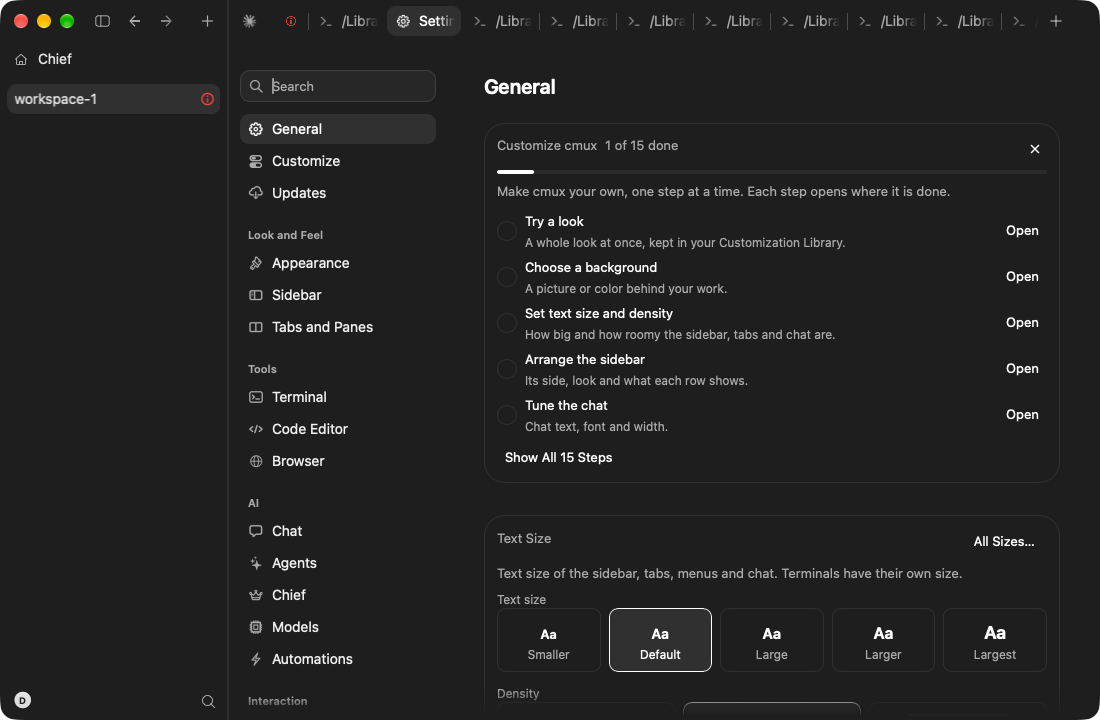 /Libra
Settin
/Libra
/Libra
/Libra
/Libra
/Libra
/Libra
/Libra
Chief
workspace-1
D
Search
General
Customize
Updates
Look and Feel
Appearance
Sidebar
Tabs and Panes
Tools
Terminal
Code Editor
Browser
AI
Chat
Agents
Chief
Models
Automations
Interaction
General
Customize cmux 1 of 15 done
Make cmux your own, one step at a time. Each step opens where it is done.
Try a look
A whole look at once, kept in your Customization Library.
Open
Choose a background
A picture or color behind your work.
Open
Set text size and density
How big and how roomy the sidebar, tabs and chat are.
Open
Arrange the sidebar
Its side, look and what each row shows.
Open
Tune the chat
Chat text, font and width.
Open
Show All 15 Steps
Text Size
All Sizes...
Text size of the sidebar, tabs, menus and chat. Terminals have their own size.
Text size
Aa Aa Aa Aa Aa
Smaller Default Large Larger Largest
Density